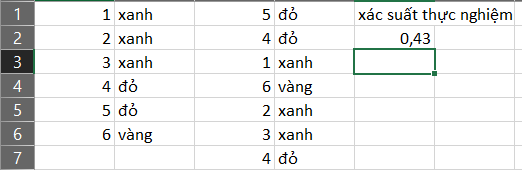 1 1 xanh 5 đỏ xác suất thực nghiệm
2 2 xanh 4 đỏ 0,43
3 3 xanh 1 xanh
4 4 đỏ 6 vàng
5 5 đỏ 2 xanh
6 6 vàng 3 xanh
7 4 đỏ